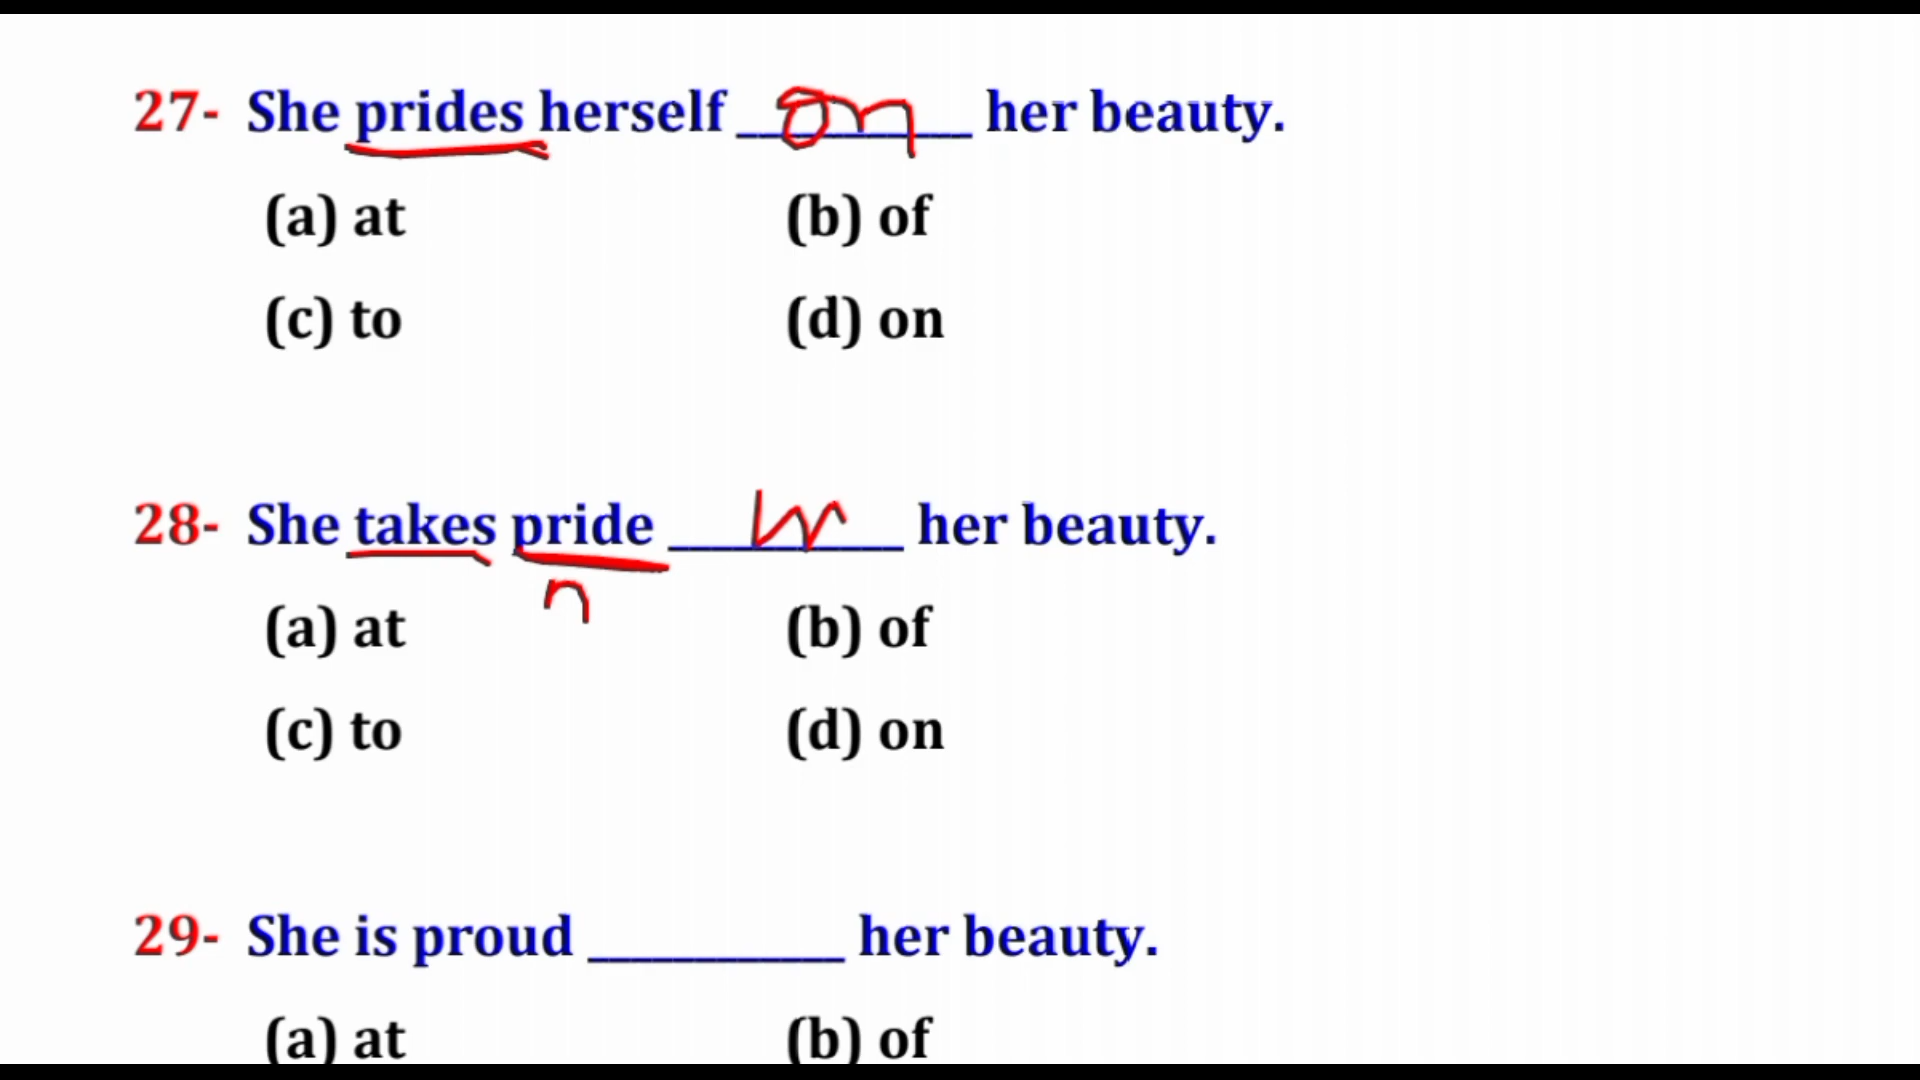 27- She prides herself on her beauty.
(a) at (b) of
(c) to (d) on
28- She takes pride in her beauty.
n
(a) at (b) of
(c) to (d) on
29- She is proud __________ her beauty.
(a) at (b) of